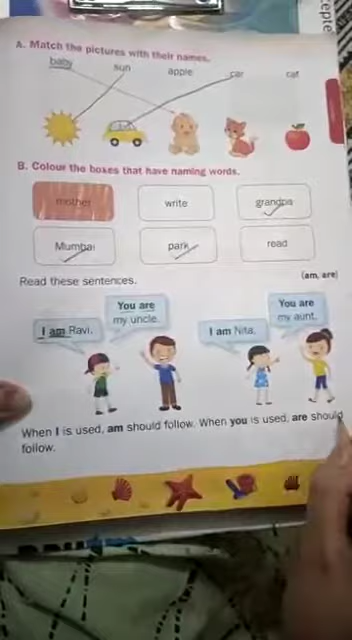 A. Match the pictures with their names.
baby sun apple car cat
B. Colour the boxes that have naming words.
mother write grandpa
Mumbai park read
Read these sentences. (am, are)
I am Ravi.
You are
my uncle.
I am Nita.
You are
my aunt.
When I is used, am should follow. When you is used, are should
follow.